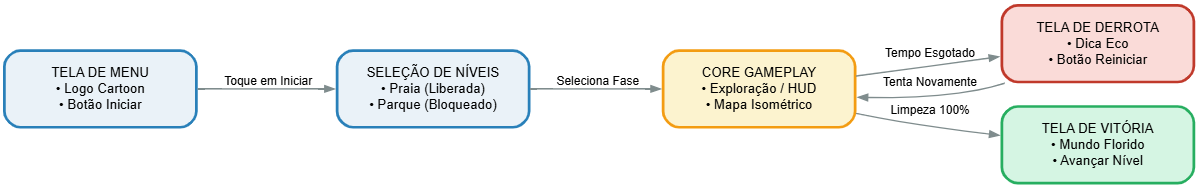 TELA DE MENU
• Logo Cartoon
• Botão Iniciar
Toque em Iniciar
SELEÇÃO DE NÍVEIS
• Praia (Liberada)
• Parque (Bloqueado)
Seleciona Fase
CORE GAMEPLAY
• Exploração / HUD
• Mapa Isométrico
Tempo Esgotado
Tenta Novamente
Limpeza 100%
TELA DE DERROTA
• Dica Eco
• Botão Reiniciar
TELA DE VITÓRIA
• Mundo Florido
• Avançar Nível